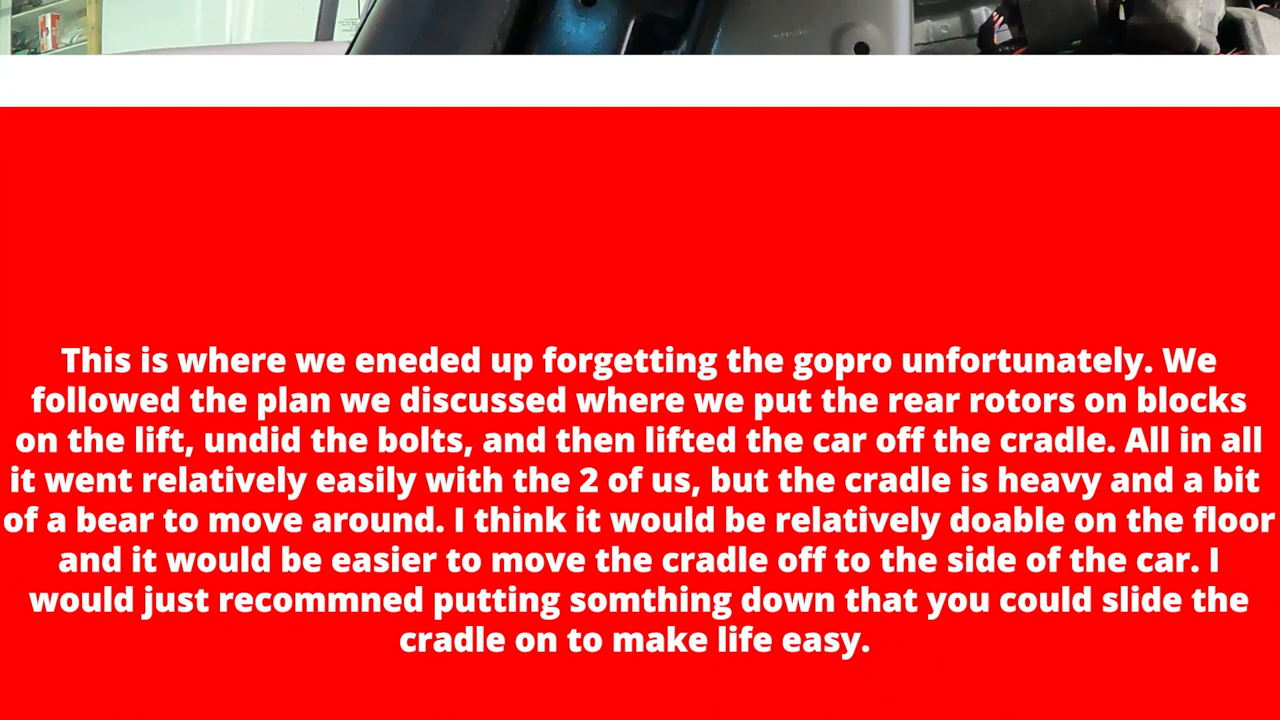 This is where we eneded up forgetting the gopro unfortunately. We
followed the plan we discussed where we put the rear rotors on blocks
on the lift, undid the bolts, and then lifted the car off the cradle. All in all
it went relatively easily with the 2 of us, but the cradle is heavy and a bit
of a bear to move around. I think it would be relatively doable on the floor
and it would be easier to move the cradle off to the side of the car. I
would just recommned putting somthing down that you could slide the
cradle on to make life easy.